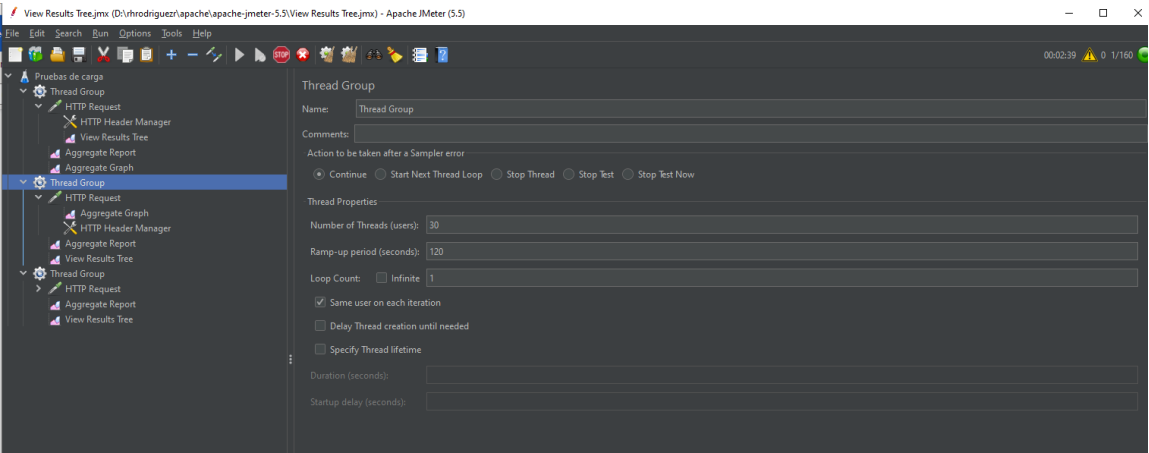 View Results Tree.jmx (D:\rhrodriguezr\apache\apache-jmeter-5.5\View Results Tree.jmx) - Apache JMeter (5.5)
File Edit Search Run Options Tools Help
STOP
00:02:39 0 1/160
Pruebas de carga
Thread Group
HTTP Request
HTTP Header Manager
View Results Tree
Aggregate Report
Aggregate Graph
Thread Group
HTTP Request
Aggregate Graph
HTTP Header Manager
Aggregate Report
View Results Tree
Thread Group
HTTP Request
Aggregate Report
View Results Tree
Thread Group
Name: Thread Group
Comments:
Action to be taken after a Sampler error
Continue Start Next Thread Loop Stop Thread Stop Test Stop Test Now
Thread Properties
Number of Threads (users): 30
Ramp-up period (seconds): 120
Loop Count: Infinite 1
Same user on each iteration
Delay Thread creation until needed
Specify Thread lifetime
Duration (seconds):
Startup delay (seconds):